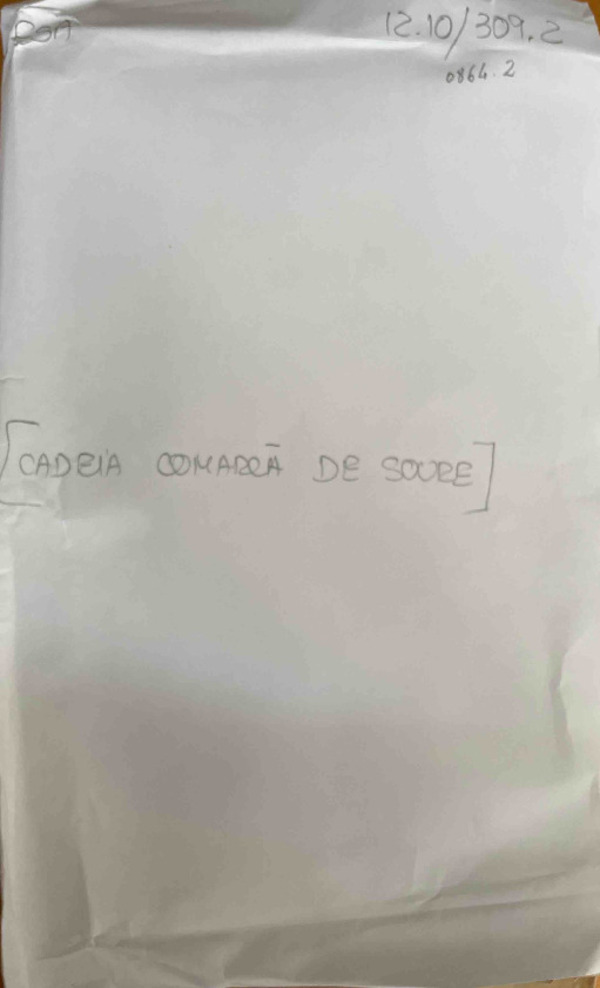 12.10/309.2
0864.2
[CADEIA COMARCÃ DE SOURE]